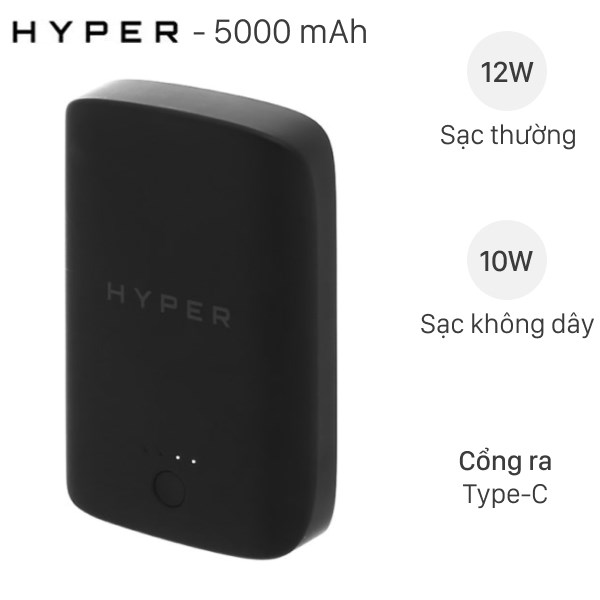 HYPER - 5000 mAh
12W
Sạc thường
HYPER
10W
Sạc không dây
Cổng ra
Type-C